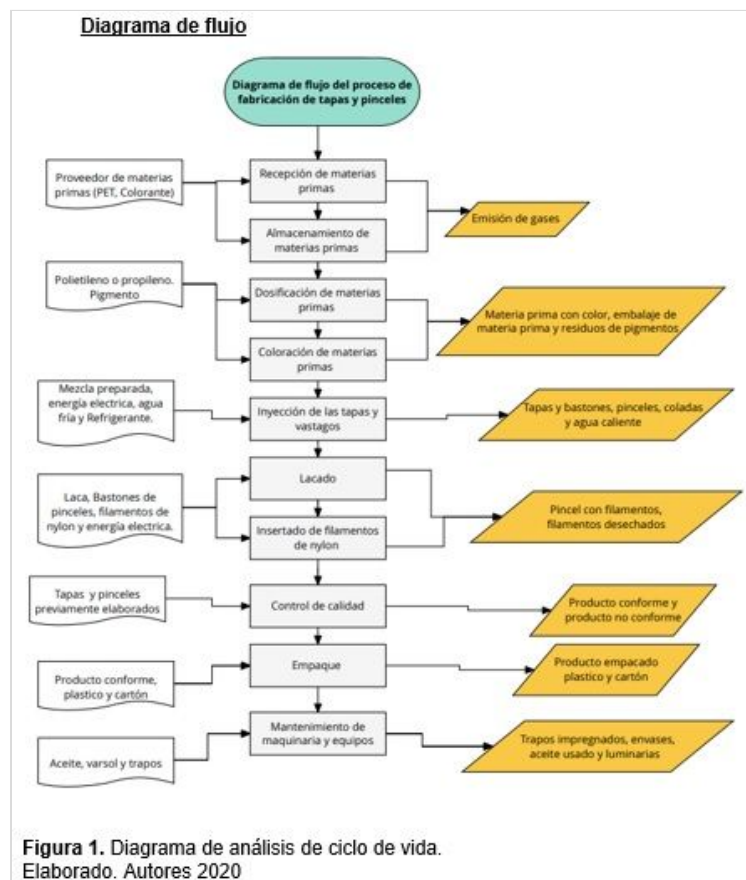 Diagrama de flujo
Diagrama de flujo del proceso de
fabricación de tapas y pinceles
Proveedor de materias
primas (PET, Colorante)
Recepción de materias
primas
Emisión de gases
Almacenamiento de
materias primas
Polietileno o propileno.
Pigmento
Dosificación de materias
primas
Materia prima con color, embalaje de
materia prima y residuos de pigmentos
Coloración de materias
primas
Mezcla preparada,
energía electrica, agua
fría y Refrigerante.
Inyección de las tapas y
vastagos
Tapas y bastones, pinceles, coladas
y agua caliente
Lacado
Laca, Bastones de
pinceles, filamentos de
nylon y energía electrica.
Insertado de filamentos
de nylon
Pincel con filamentos,
filamentos desechados
Tapas y pinceles
previamente elaborados
Control de calidad
Producto conforme y
producto no conforme
Producto conforme,
plastico y cartón
Empaque
Producto empacado
plastico y cartón
Mantenimiento de
maquinaria y equipos
Aceite, varsol y trapos
Trapos impregnados, envases,
aceite usado y luminarias
Figura 1. Diagrama de análisis de ciclo de vida.
Elaborado. Autores 2020